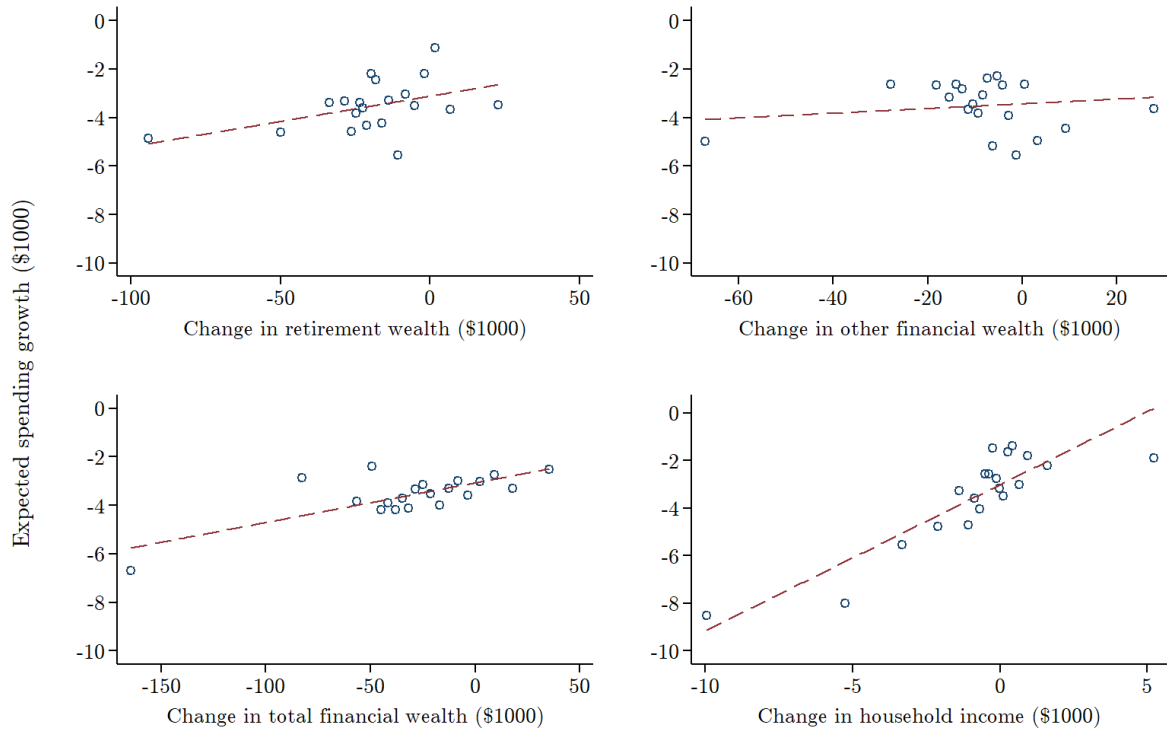 Expected spending growth ($1000)
0
-2
-4
-6
-8
-10
-100 -50 0 50
Change in retirement wealth ($1000)
0
-2
-4
-6
-8
-10
-60 -40 -20 0 20
Change in other financial wealth ($1000)
0
-2
-4
-6
-8
-10
-150 -100 -50 0 50
Change in total financial wealth ($1000)
0
-2
-4
-6
-8
-10
-10 -5 0 5
Change in household income ($1000)